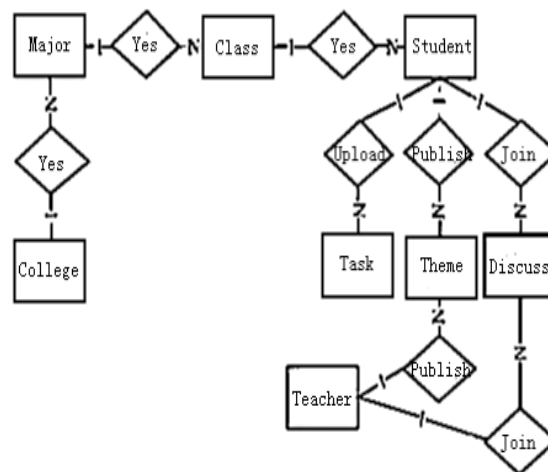 Major 1 Yes N Class 1 Yes N Student
N 1 1 1
Yes Upload Publish Join
1 N N N
College Task Theme Discuss
N N
1 Publish
Teacher 1
Join